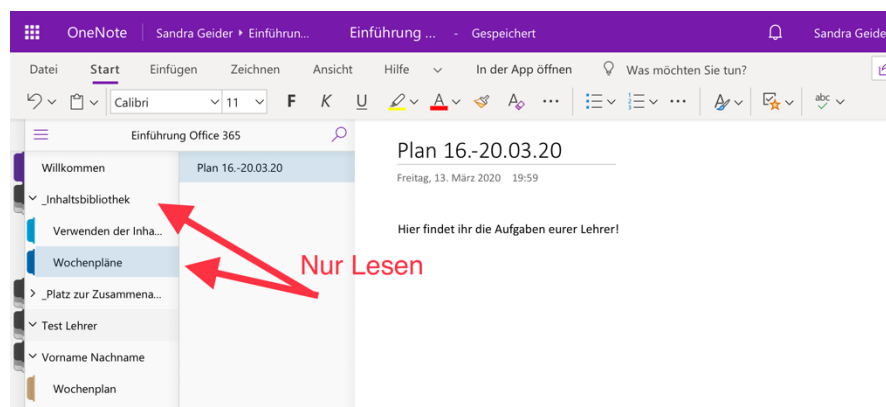 OneNote Sandra Geider Einführun... Einführung ... - Gespeichert Sandra Geide
Datei Start Einfügen Zeichnen Ansicht Hilfe In der App öffnen Was möchten Sie tun?
Calibri 11 F K U A A abc
Einführung Office 365
Willkommen
_Inhaltsbibliothek
Verwenden der Inha...
Wochenpläne
_Platz zur Zusammena...
Test Lehrer
Vorname Nachname
Wochenplan
Plan 16.-20.03.20
Plan 16.-20.03.20
Freitag, 13. März 2020 19:59
Hier findet ihr die Aufgaben eurer Lehrer!
Nur Lesen